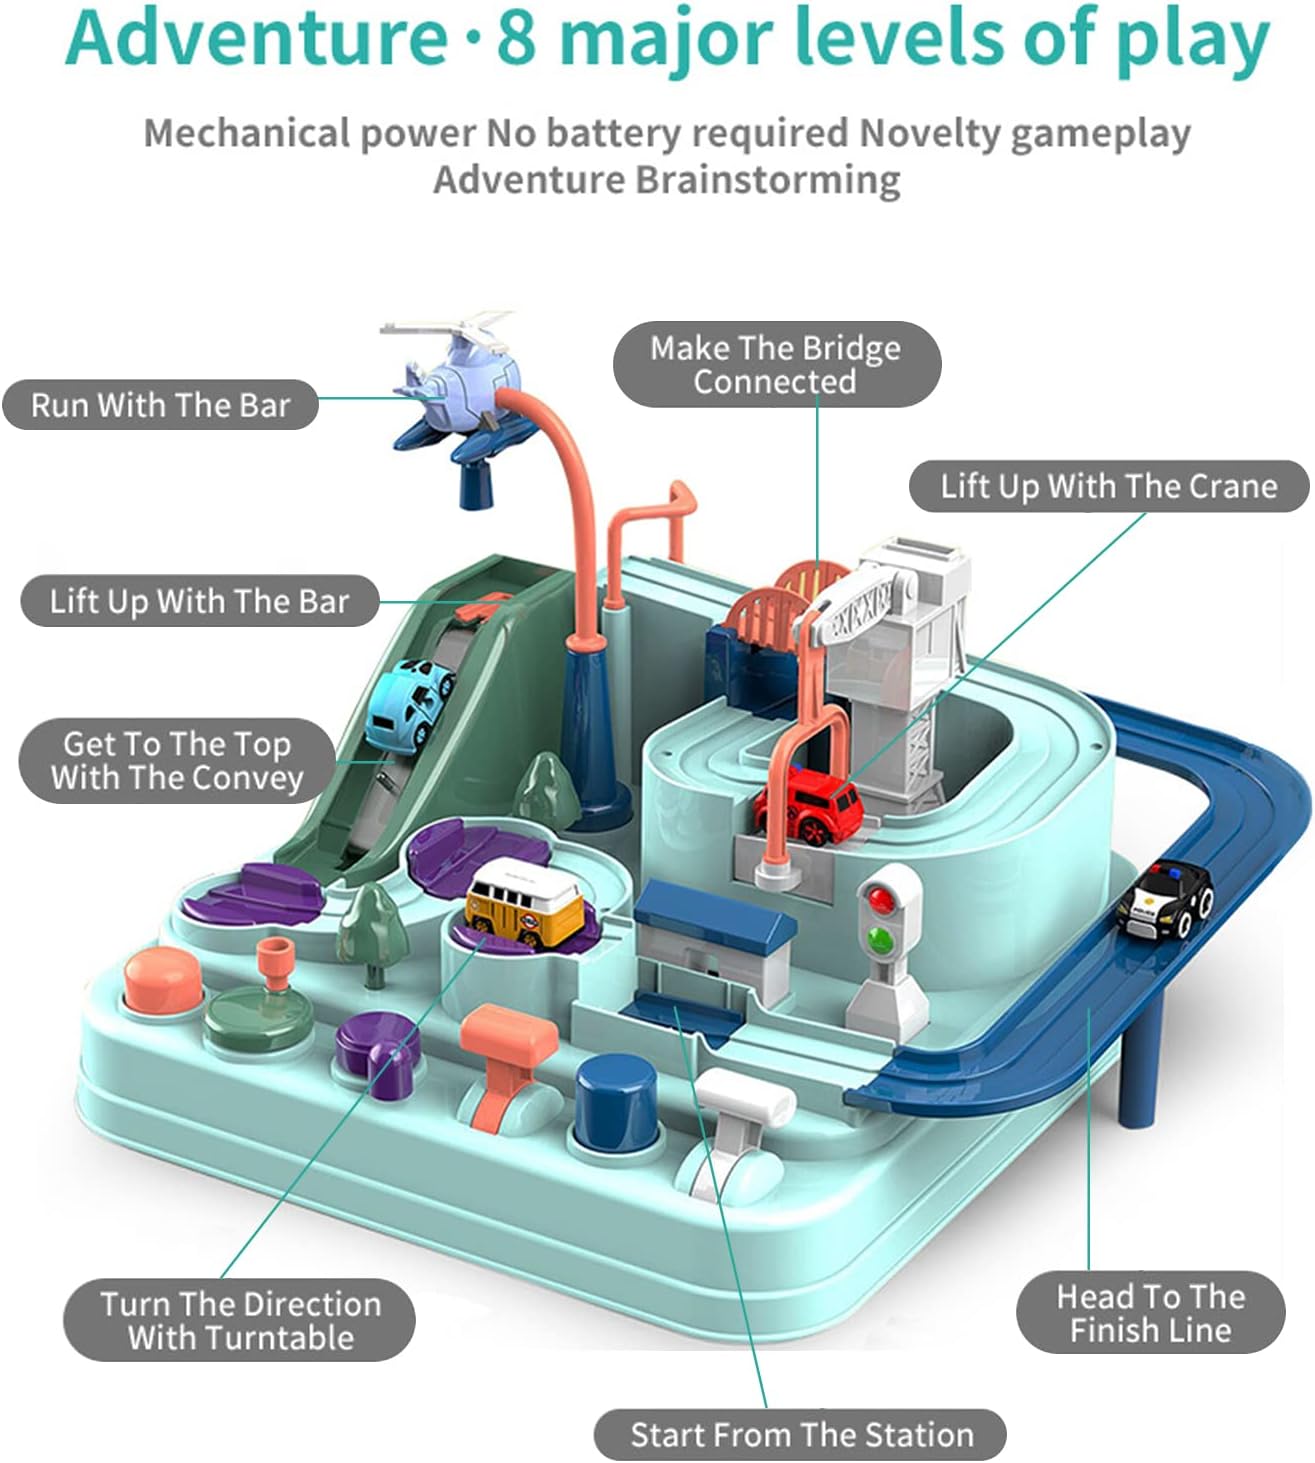 Adventure · 8 major levels of play
Mechanical power No battery required Novelty gameplay
Adventure Brainstorming
Make The Bridge
Connected
Run With The Bar
Lift Up With The Crane
Lift Up With The Bar
Get To The Top
With The Convey
POLICE
Turn The Direction
With Turntable
Head To The
Finish Line
Start From The Station